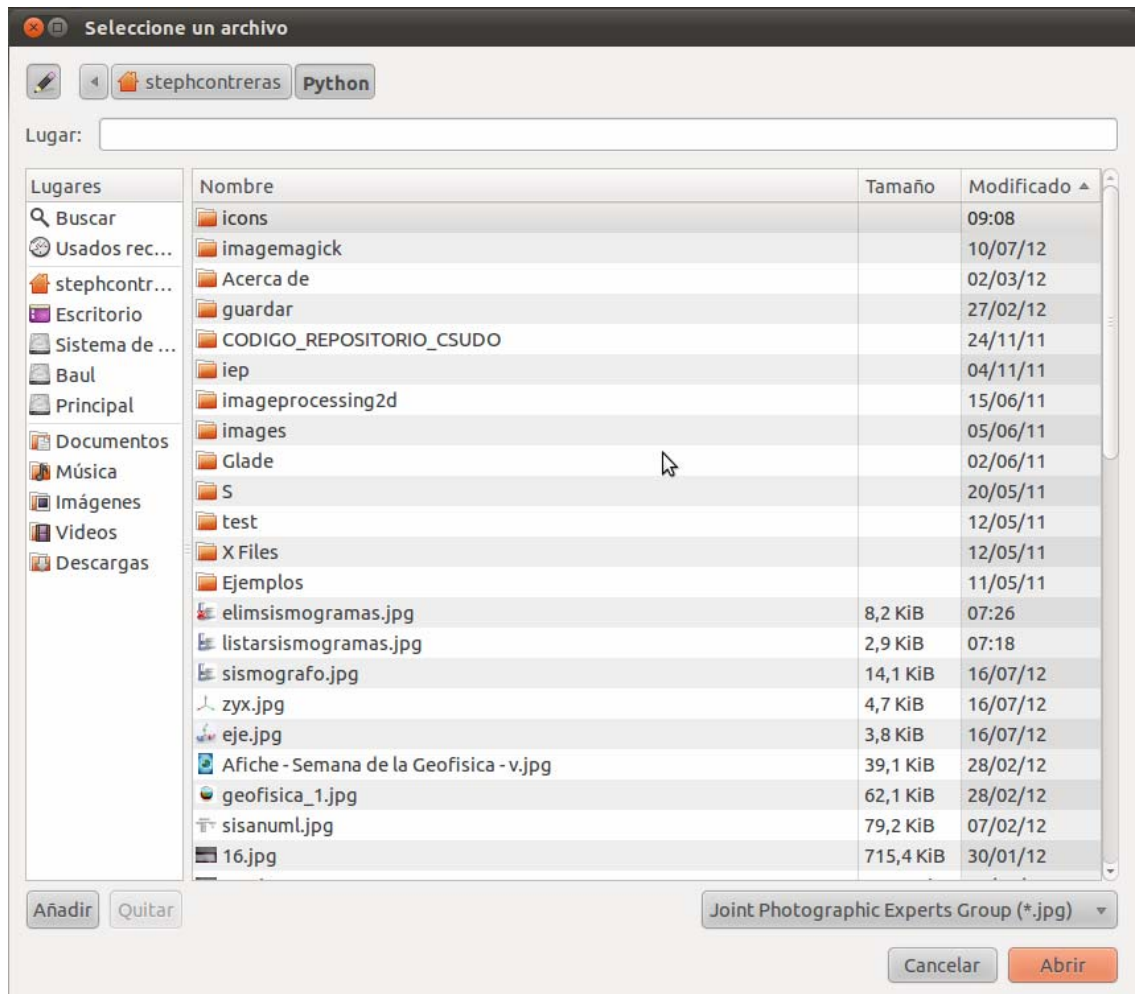 Seleccione un archivo
stephcontreras Python
Lugar:
Lugares Nombre Tamaño Modificado
Buscar icons 09:08
Usados rec... imagemagick 10/07/12
stephcontr... Acerca de 02/03/12
Escritorio guardar 27/02/12
Sistema de ... CODIGO_REPOSITORIO_CSUDO 24/11/11
Baul iep 04/11/11
Principal imageprocessing2d 15/06/11
Documentos images 05/06/11
Música Glade 02/06/11
Imágenes S 20/05/11
Videos test 12/05/11
Descargas X Files 12/05/11
Ejemplos 11/05/11
elimsismogramas.jpg 8,2 KiB 07:26
listarsismogramas.jpg 2,9 KiB 07:18
sismografo.jpg 14,1 KiB 16/07/12
zyx.jpg 4,7 KiB 16/07/12
eje.jpg 3,8 KiB 16/07/12
Afiche - Semana de la Geofisica - v.jpg 39,1 KiB 28/02/12
geofisica_1.jpg 62,1 KiB 28/02/12
sisanuml.jpg 79,2 KiB 07/02/12
16.jpg 715,4 KiB 30/01/12
Añadir Quitar Joint Photographic Experts Group (*.jpg)
Cancelar Abrir